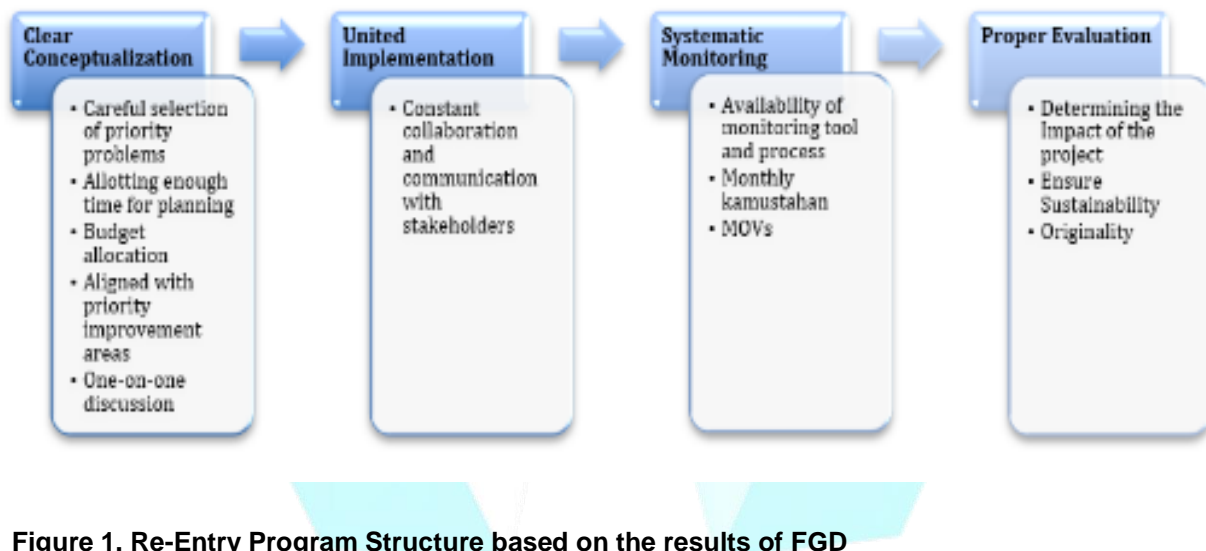 Clear
Conceptualization
• Careful selection
of priority
problems
• Allotting enough
time for planning
• Budget
allocation
• Aligned with
priority
improvement
areas
• One-on-one
discussion
United
Implementation
• Constant
collaboration
and
communication
with
stakeholders
Systematic
Monitoring
• Availability of
monitoring tool
and process
• Monthly
kamustahan
• MOVs
Proper Evaluation
• Determining the
Impact of the
project
• Ensure
Sustainability
• Originality
Figure 1. Re-Entry Program Structure based on the results of FGD